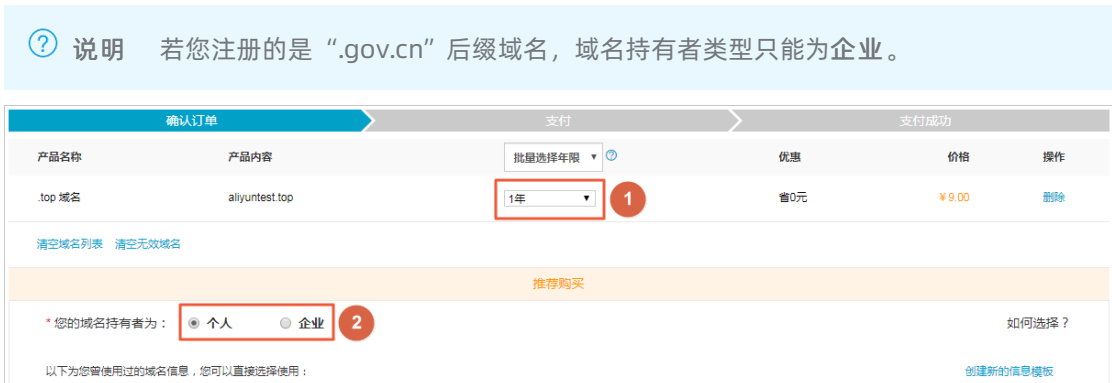 说明 若您注册的是“.gov.cn”后缀域名，域名持有者类型只能为企业。
确认订单 支付 支付成功
产品名称 产品内容 批量选择年限 优惠 价格 操作
.top 域名 aliyuntest.top 1年 1 省0元 ¥9.00 删除
清空域名列表 清空无效域名
推荐购买
* 您的域名持有者为： 个人 企业 2 如何选择？
以下为您曾使用过的域名信息，您可以直接选择使用： 创建新的信息模板